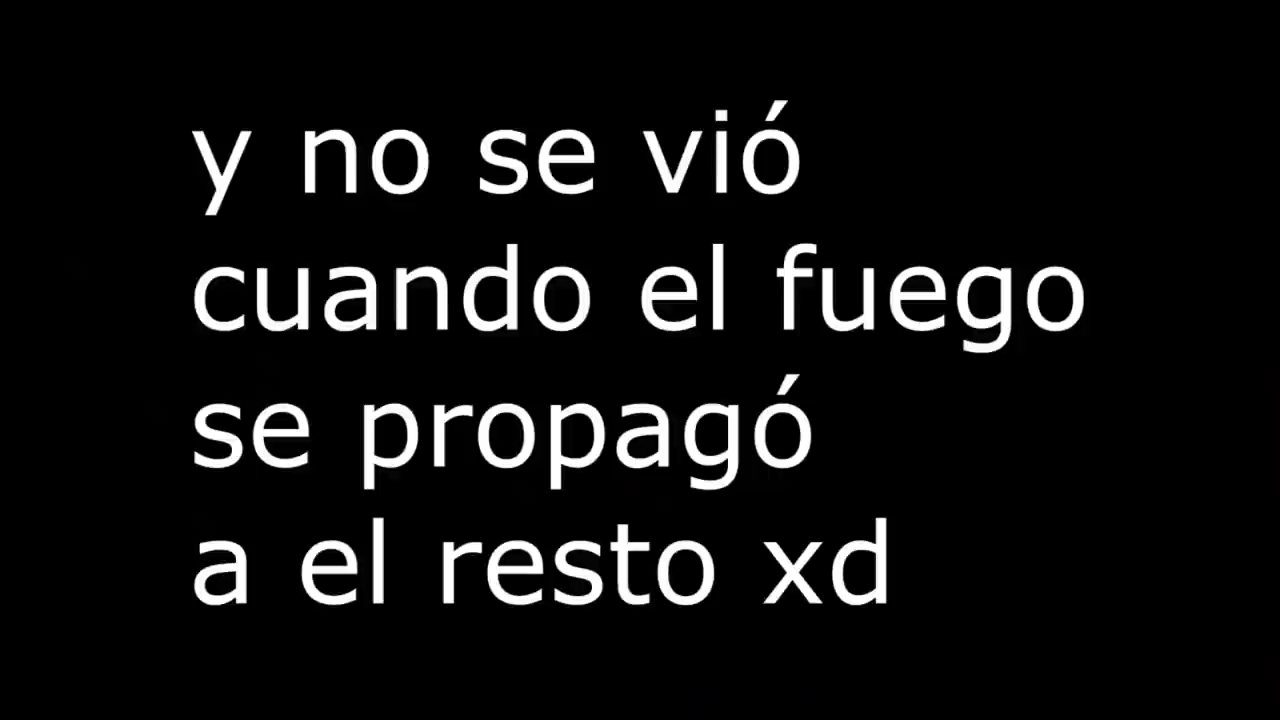 y no se vió
cuando el fuego
se propagó
a el resto xd